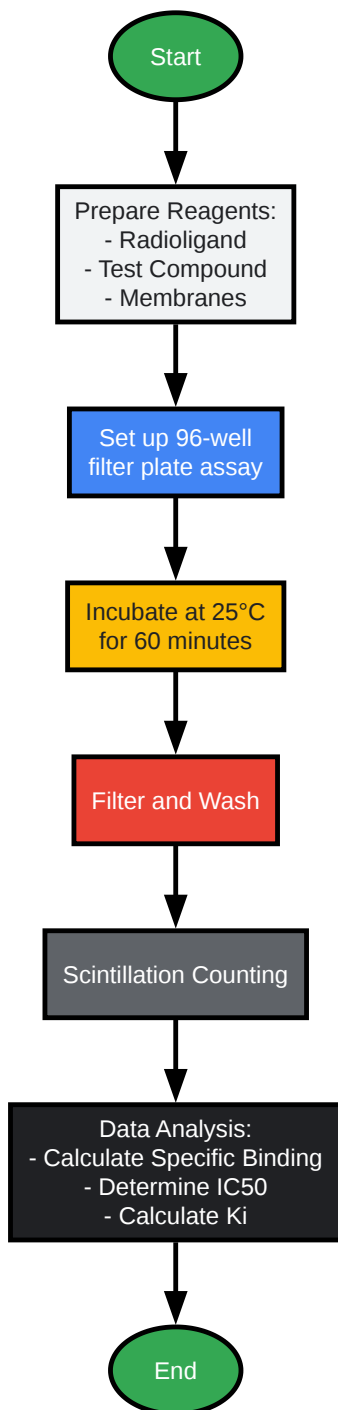 Start
Prepare Reagents:
- Radioligand
- Test Compound
- Membranes
Set up 96-well
filter plate assay
Incubate at 25°C
for 60 minutes
Filter and Wash
Scintillation Counting
Data Analysis:
- Calculate Specific Binding
- Determine IC50
- Calculate Ki
End